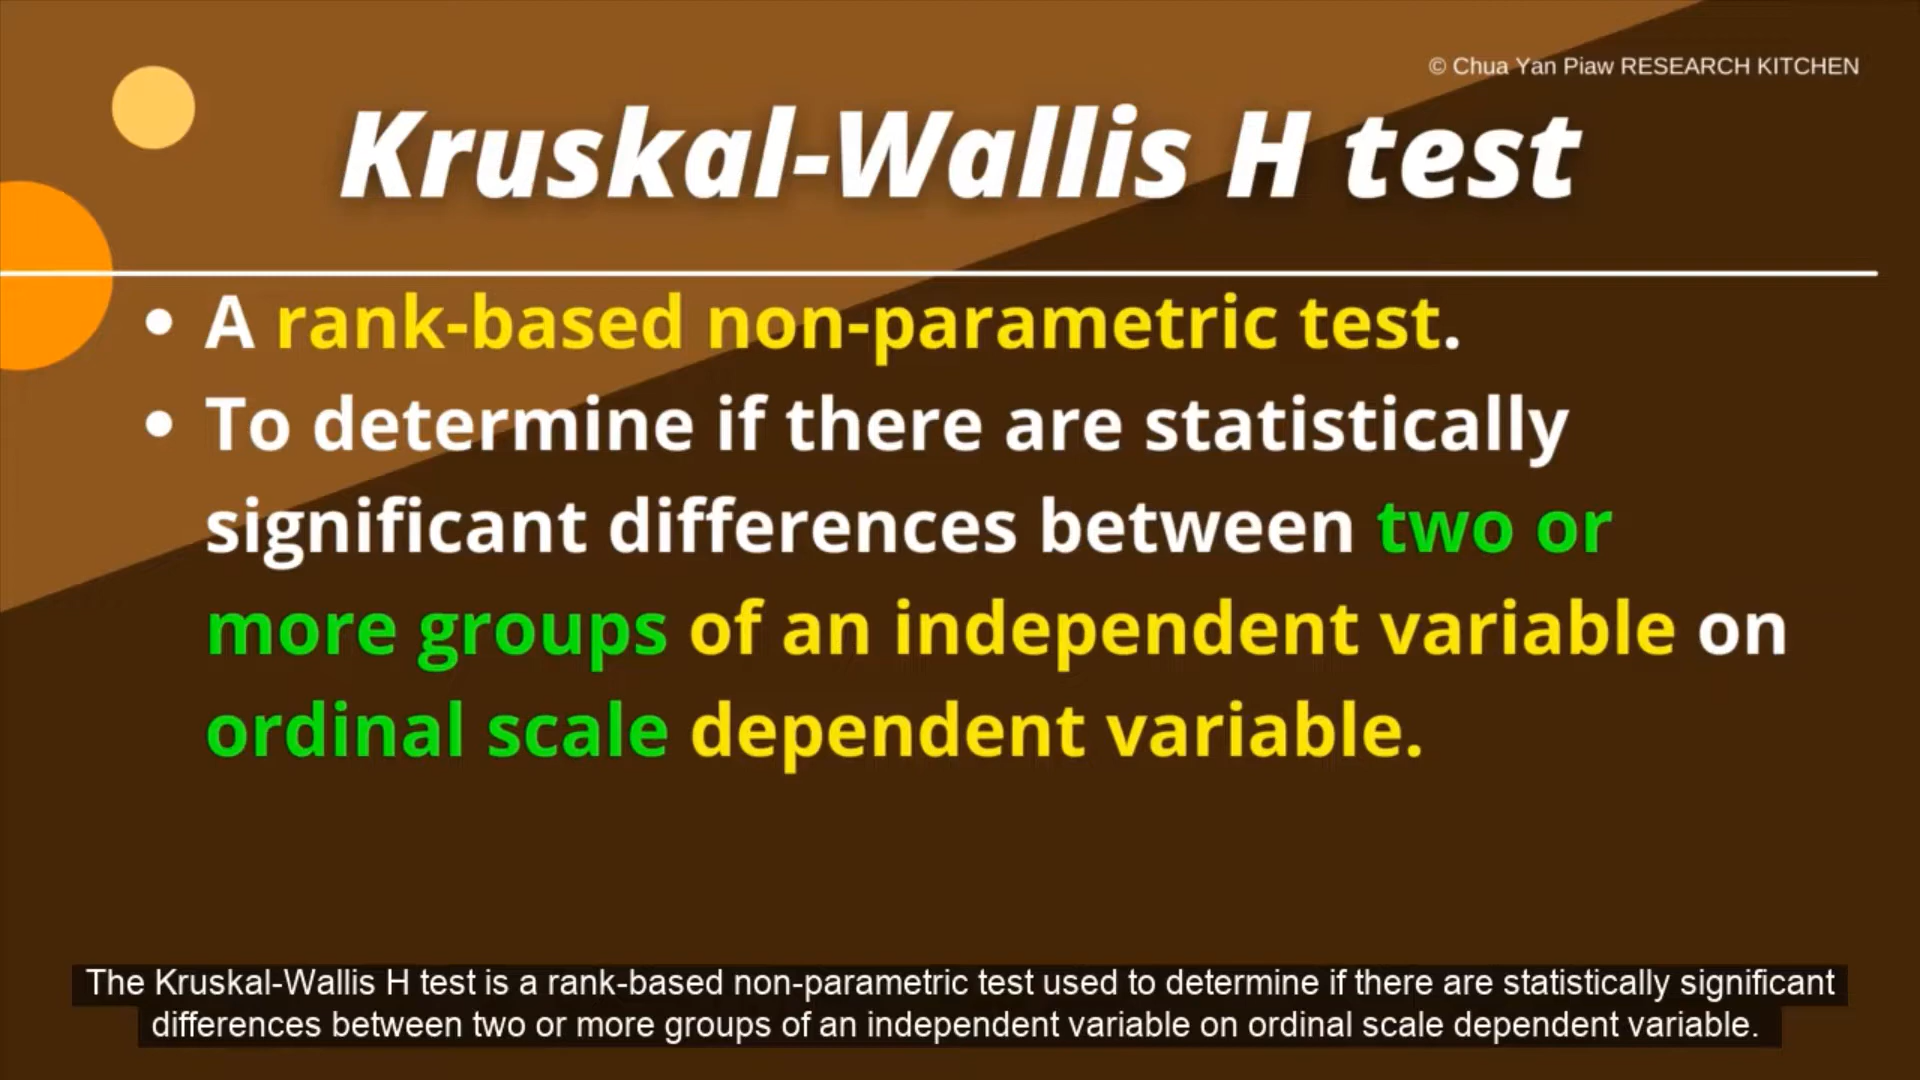 © Chua Yan Piaw RESEARCH KITCHEN
Kruskal-Wallis H test
• A rank-based non-parametric test.
• To determine if there are statistically
significant differences between two or
more groups of an independent variable on
ordinal scale dependent variable.
The Kruskal-Wallis H test is a rank-based non-parametric test used to determine if there are statistically significant
differences between two or more groups of an independent variable on ordinal scale dependent variable.